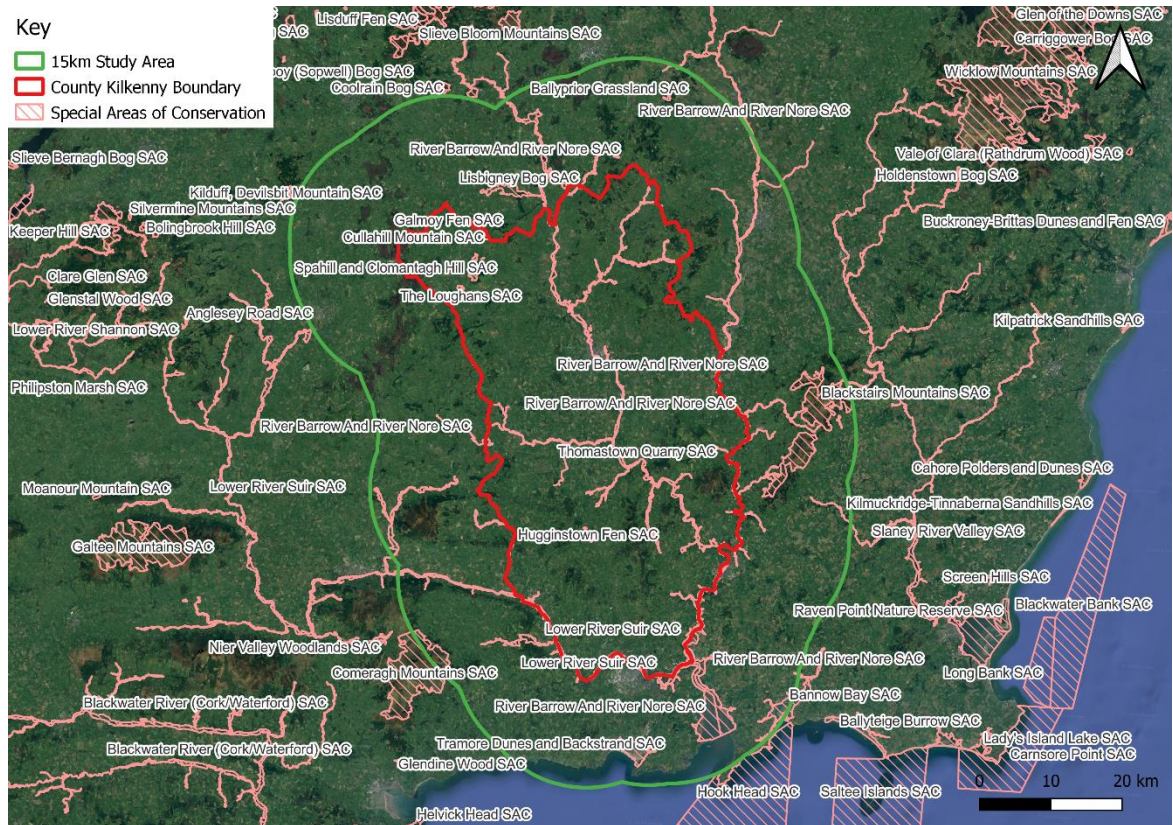 Key
15km Study Area
County Kilkenny Boundary
Special Areas of Conservation
Lisduff Fen SAC
Slieve Bloom Mountains SAC
Glen of the Downs SAC
Carriggower Bog SAC
(Sopwell) Bog SAC
Coolrain Bog SAC
Wicklow Mountains SAC
Ballyprior Grassland SAC
River Barrow And River Nore SAC
River Barrow And River Nore SAC
Vale of Clara (Rathdrum Wood) SAC
Slieve Bernagh Bog SAC
Lisbigney Bog SAC
Holdenstown Bog SAC
Kilduff, Devilsbit Mountain SAC
Silvermine Mountains SAC
Galmoy Fen SAC
Buckroney-Brittas Dunes and Fen SAC
Keeper Hill SAC
Bolingbrook Hill SAC
Cullahill Mountain SAC
Clare Glen SAC
Spahill and Clomantagh Hill SAC
Glenstal Wood SAC
The Loughans SAC
Anglesey Road SAC
Lower River Shannon SAC
Kilpatrick Sandhills SAC
River Barrow And River Nore SAC
Philipston Marsh SAC
Blackstairs Mountains SAC
River Barrow And River Nore SAC
River Barrow And River Nore SAC
Thomastown Quarry SAC
Cahore Polders and Dunes SAC
Moanour Mountain SAC
Lower River Suir SAC
Kilmuckridge-Tinnaberna Sandhills SAC
Hugginstown Fen SAC
Slaney River Valley SAC
Galtee Mountains SAC
Screen Hills SAC
Raven Point Nature Reserve SAC
Blackwater Bank SAC
Lower River Suir SAC
Nier Valley Woodlands SAC
Lower River Suir SAC
River Barrow And River Nore SAC
Comeragh Mountains SAC
Long Bank SAC
Bannow Bay SAC
Blackwater River (Cork/Waterford) SAC
River Barrow And River Nore SAC
Ballyteige Burrow SAC
Tramore Dunes and Backstrand SAC
Lady's Island Lake SAC
Blackwater River (Cork/Waterford) SAC
Carnsore Point SAC
Glendine Wood SAC
Hook Head SAC
Saltee Islands SAC
0 10 20 km
Helvick Head SAC